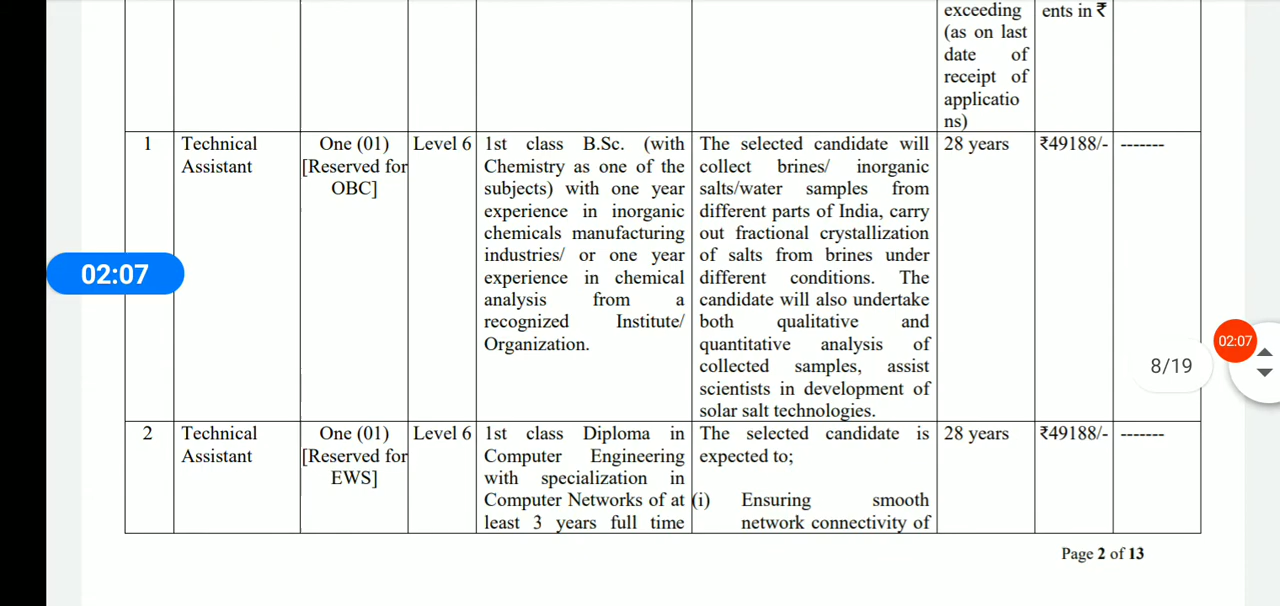 exceeding
(as on last
date of
receipt of
applicatio
ns)
ents in ₹
1
Technical
Assistant
One (01)
[Reserved for
OBC]
Level 6
1st class B.Sc. (with
Chemistry as one of the
subjects) with one year
experience in inorganic
chemicals manufacturing
industries/ or one year
experience in chemical
analysis from a
recognized Institute/
Organization.
The selected candidate will
collect brines/ inorganic
salts/water samples from
different parts of India, carry
out fractional crystallization
of salts from brines under
different conditions. The
candidate will also undertake
both qualitative and
quantitative analysis of
collected samples, assist
scientists in development of
solar salt technologies.
28 years
₹49188/-
-------
02:07
02:07
8/19
2
Technical
Assistant
One (01)
[Reserved for
EWS]
Level 6
1st class Diploma in
Computer Engineering
with specialization in
Computer Networks of at
least 3 years full time
The selected candidate is
expected to;
(i) Ensuring smooth
network connectivity of
28 years
₹49188/-
-------
Page 2 of 13